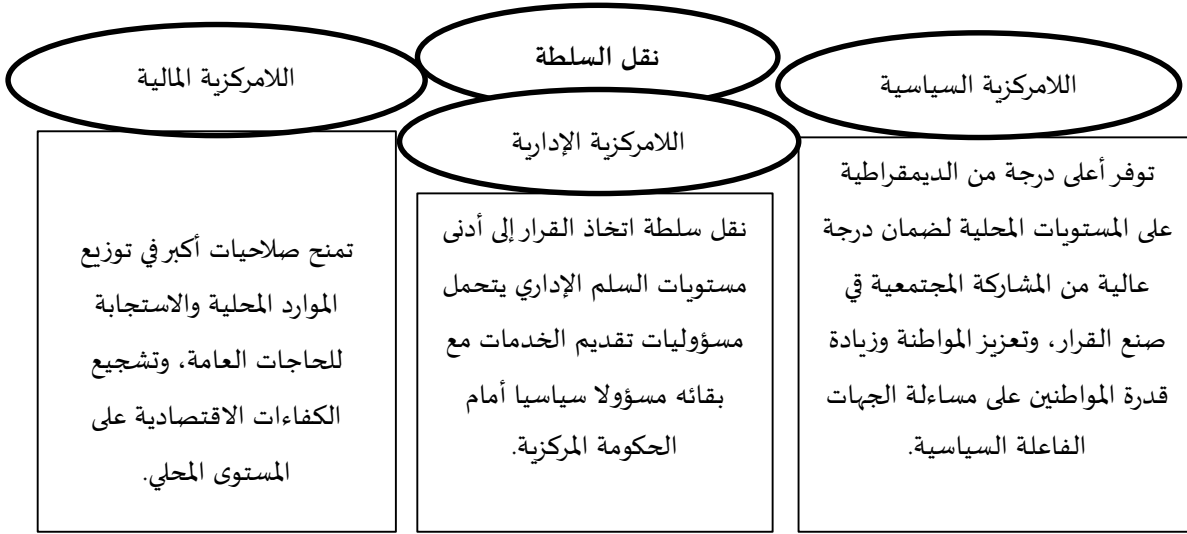 نقل السلطة
اللامركزية السياسية
توفر أعلى درجة من الديمقراطية
على المستويات المحلية لضمان درجة
عالية من المشاركة المجتمعية في
صنع القرار، وتعزيز المواطنة وزيادة
قدرة المواطنين على مساءلة الجهات
الفاعلة السياسية.
اللامركزية الإدارية
نقل سلطة اتخاذ القرار إلى أدنى
مستويات السلم الإداري يتحمل
مسؤوليات تقديم الخدمات مع
بقائه مسؤولا سياسيا أمام
الحكومة المركزية.
اللامركزية المالية
تمنح صلاحيات أكبر في توزيع
الموارد المحلية والاستجابة
للحاجات العامة، وتشجيع
الكفاءات الاقتصادية على
المستوى المحلي.